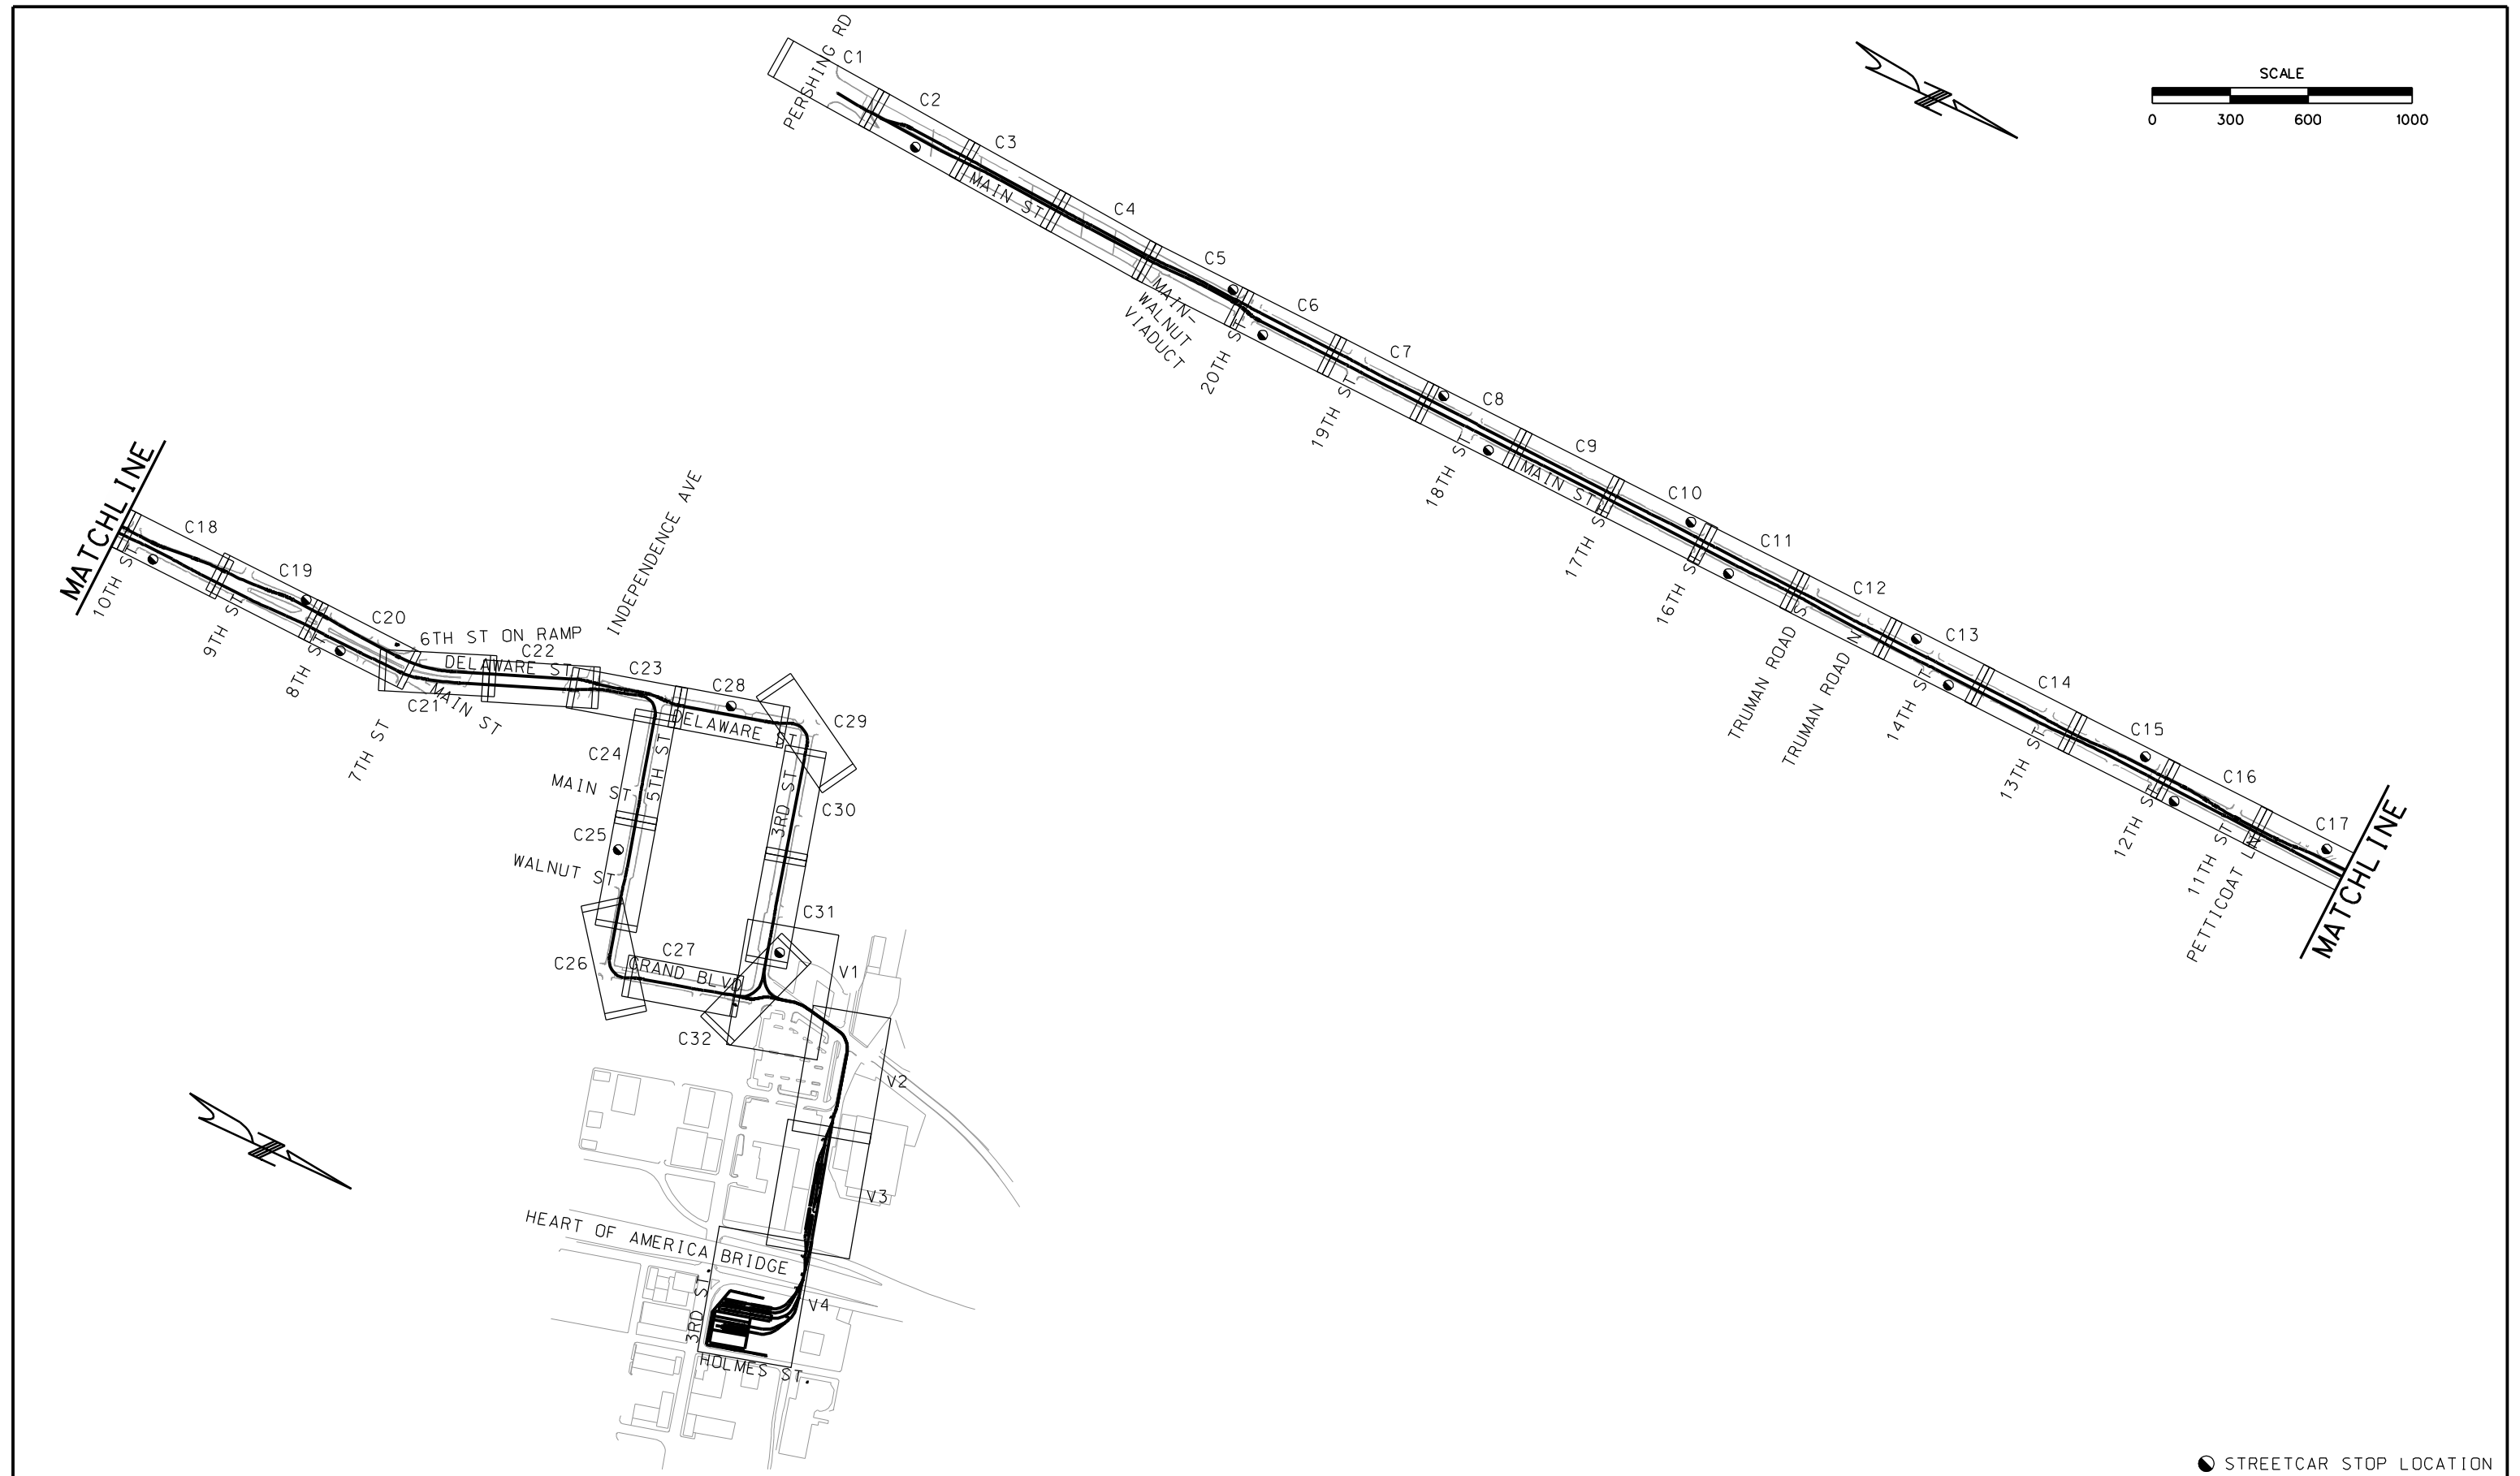 PERSHING RD
C1
C2
C3
MAIN ST
C4
C5
MAIN-
WALNUT
VIADUCT
20TH ST
C6
C7
19TH ST
C8
18TH ST
C9
MAIN ST
C10
17TH ST
C11
16TH ST
C12
TRUMAN ROAD S
TRUMAN ROAD N
C13
14TH ST
C14
13TH ST
C15
12TH ST
C16
11TH ST
PETTICOAT LN
C17
MATCHLINE
SCALE
0 300 600 1000
MATCHLINE
10TH ST
C18
9TH ST
C19
8TH ST
C20
6TH ST ON RAMP
INDEPENDENCE AVE
DELAWARE ST
C22
C21
MAIN ST
7TH ST
C23
C28
DELAWARE ST
C29
C24
5TH ST
MAIN ST
3RD ST
C30
C25
WALNUT ST
C31
C26
C27
GRAND BLVD
V1
C32
V2
V3
HEART OF AMERICA BRIDGE
3RD ST
V4
HOLMES ST
STREETCAR STOP LOCATION